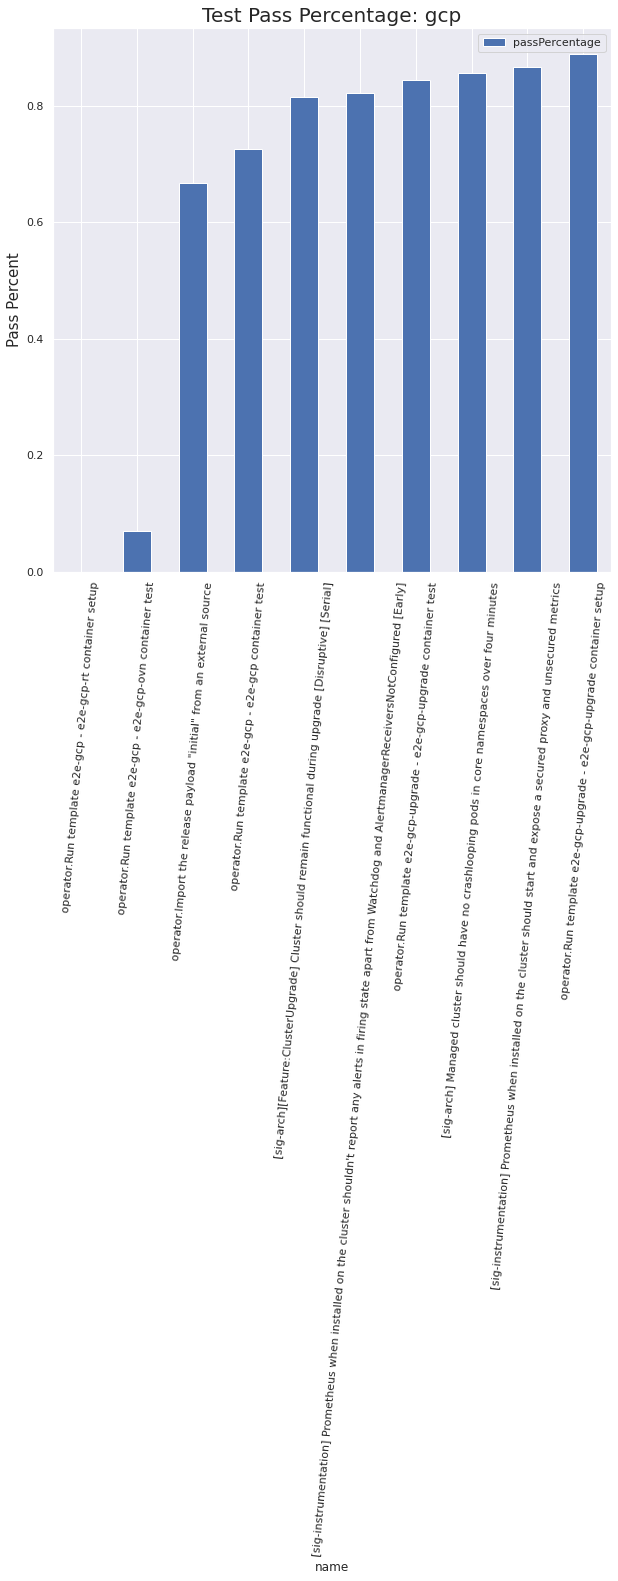 Test Pass Percentage: gcp
passPercentage
Pass Percent
0.8
0.6
0.4
0.2
0.0
operator.Run template e2e-gcp - e2e-gcp-rt container setup
operator.Run template e2e-gcp - e2e-gcp-ovn container test
operator.Import the release payload "initial" from an external source
operator.Run template e2e-gcp - e2e-gcp container test
[sig-arch][Feature:ClusterUpgrade] Cluster should remain functional during upgrade [Disruptive] [Serial]
[sig-instrumentation] Prometheus when installed on the cluster shouldn't report any alerts in firing state apart from Watchdog and AlertmanagerReceiversNotConfigured [Early]
operator.Run template e2e-gcp-upgrade - e2e-gcp-upgrade container test
[sig-arch] Managed cluster should have no crashlooping pods in core namespaces over four minutes
[sig-instrumentation] Prometheus when installed on the cluster should start and expose a secured proxy and unsecured metrics
operator.Run template e2e-gcp-upgrade - e2e-gcp-upgrade container setup
name